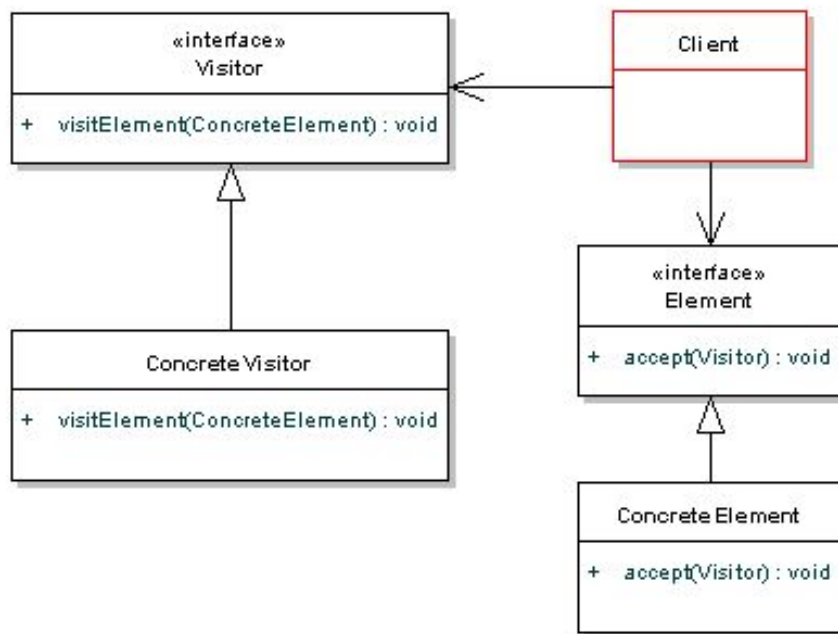 «interface»
Visitor
+ visitElement(ConcreteElement) : void
Client
«interface»
Element
+ accept(Visitor) : void
ConcreteVisitor
+ visitElement(ConcreteElement) : void
ConcreteElement
+ accept(Visitor) : void